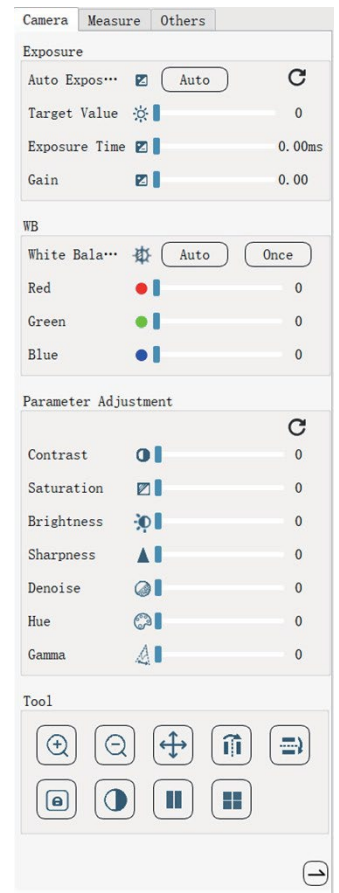 Camera Measure Others
Exposure
Auto Expos··· Auto
Target Value 0
Exposure Time 0.00ms
Gain 0.00
WB
White Bala··· Auto Once
Red 0
Green 0
Blue 0
Parameter Adjustment
Contrast 0
Saturation 0
Brightness 0
Sharpness 0
Denoise 0
Hue 0
Gamma 0
Tool